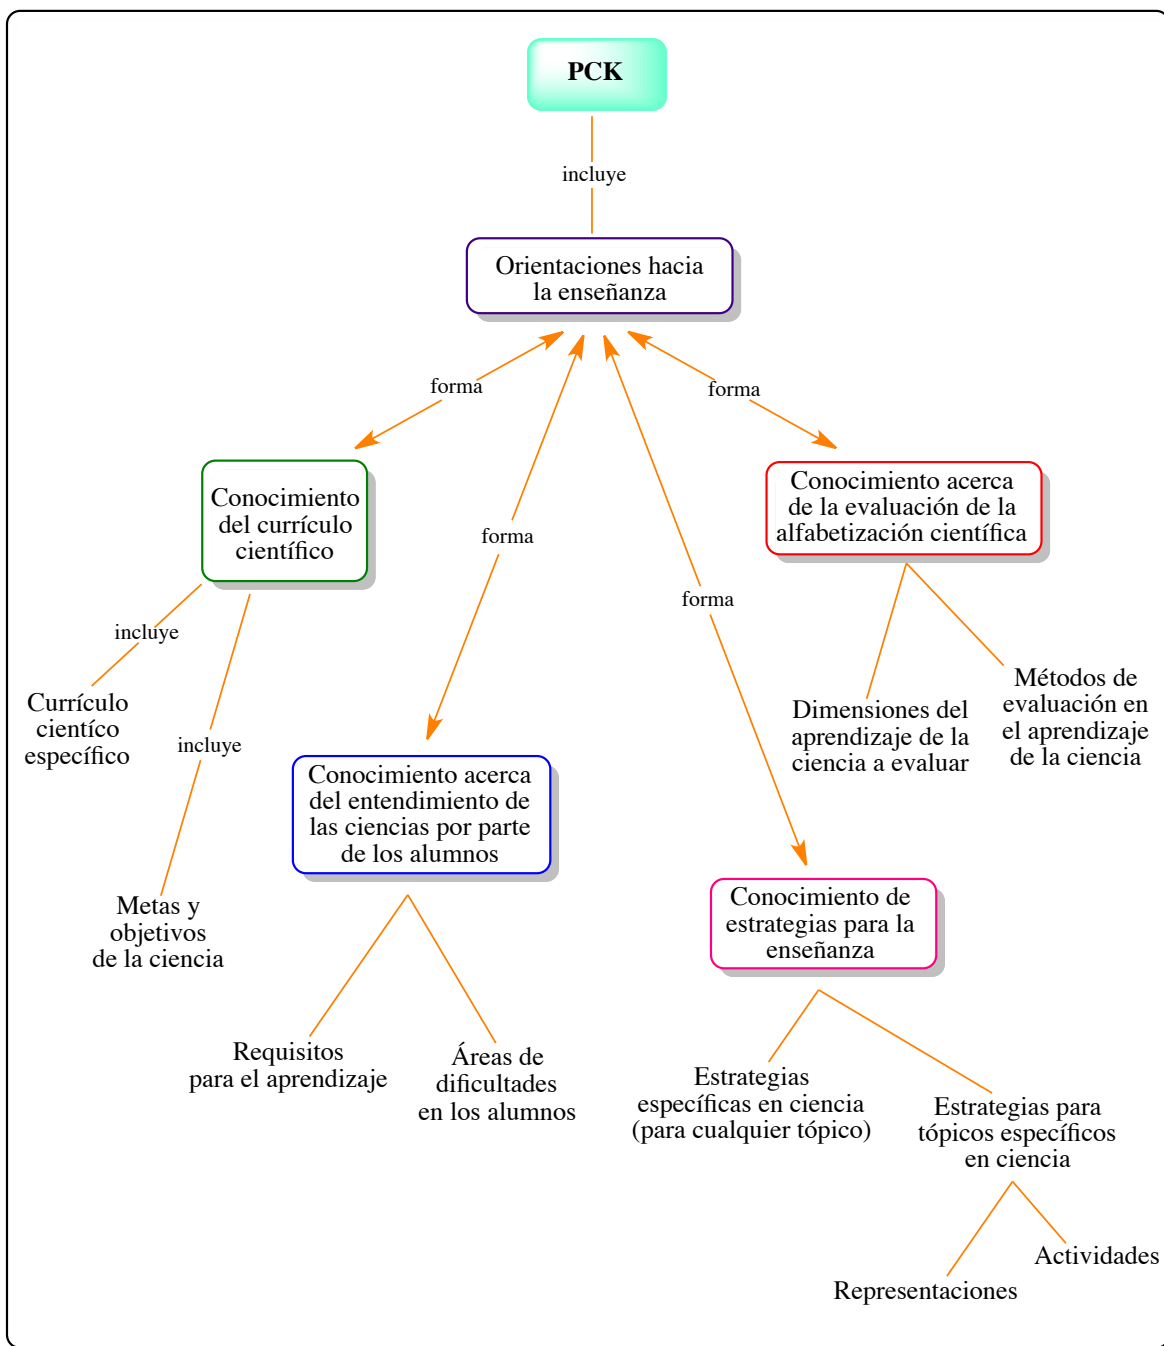 PCK
incluye
Orientaciones hacia
la enseñanza
forma
forma
forma
forma
Conocimiento
del currículo
científico
Conocimiento acerca
de la evaluación de la
alfabetización científica
incluye
Currículo
cientíco
específico
incluye
Metas y
objetivos
de la ciencia
Dimensiones del
aprendizaje de la
ciencia a evaluar
Métodos de
evaluación en
el aprendizaje
de la ciencia
Conocimiento acerca
del entendimiento de
las ciencias por parte
de los alumnos
Conocimiento de
estrategias para la
enseñanza
Requisitos
para el aprendizaje
Áreas de
dificultades
en los alumnos
Estrategias
específicas en ciencia
(para cualquier tópico)
Estrategias para
tópicos específicos
en ciencia
Representaciones
Actividades